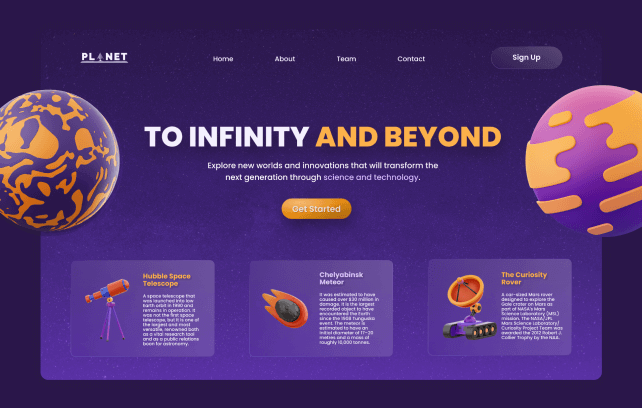 PLANET
Home
About
Team
Contact
Sign Up
TO INFINITY AND BEYOND
Explore new worlds and innovations that will transform the
next generation through science and technology.
Get Started
Hubble Space
Telescope
A space telescope that
was launched into low
Earth orbit in 1990 and
remains in operation. It
was not the first space
telescope, but it is one of
the largest and most
versatile, renowned both
as a vital research tool
and as a public relations
boon for astronomy.
Chelyabinsk
Meteor
It was estimated to have
caused over $30 million in
damage. It is the largest
recorded object to have
encountered the Earth
since the 1908 Tunguska
event. The meteor is
estimated to have an
initial diameter of 17–20
metres and a mass of
roughly 10,000 tonnes.
The Curiosity
Rover
A car-sized Mars rover
designed to explore the
Gale crater on Mars as
part of NASA's Mars
Science Laboratory (MSL)
mission. The NASA/JPL
Mars Science Laboratory/
Curiosity Project Team was
awarded the 2012 Robert J.
Collier Trophy by the NAA.